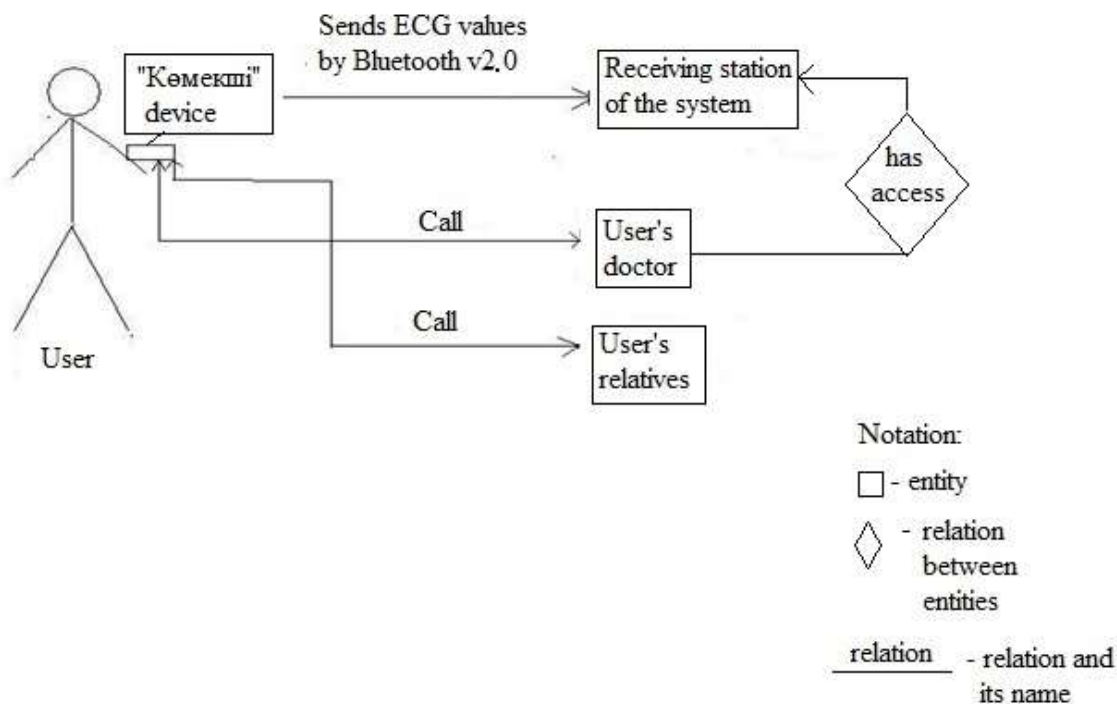 Sends ECG values
by Bluetooth v2.0
"Көмекші"
device
Receiving station
of the system
has
access
Call
User's
doctor
Call
User's
relatives
User
Notation:
- entity
- relation
between
entities
relation - relation and
its name